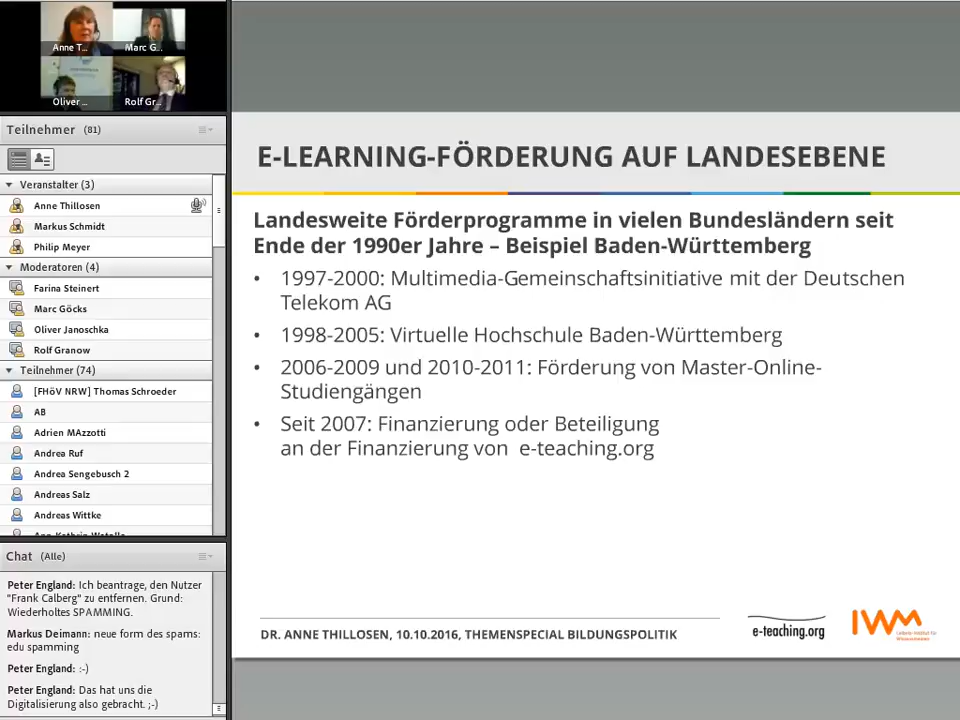 Anne T...
Marc G...
Oliver ...
Rolf Gr...
Teilnehmer (81)
Veranstalter (3)
Anne Thillosen
Markus Schmidt
Philip Meyer
Moderatoren (4)
Farina Steinert
Marc Göcks
Oliver Janoschka
Rolf Granow
Teilnehmer (74)
[FHöV NRW] Thomas Schroeder
AB
Adrien MAzzotti
Andrea Ruf
Andrea Sengebusch 2
Andreas Salz
Andreas Wittke
Chat (Alle)
Peter England: Ich beantrage, den Nutzer
"Frank Calberg" zu entfernen. Grund:
Wiederholtes SPAMMING.
Markus Deimann: neue form des spams:
edu spamming
Peter England: :-)
Peter England: Das hat uns die
Digitalisierung also gebracht. ;-)
E-LEARNING-FÖRDERUNG AUF LANDESEBENE
Landesweite Förderprogramme in vielen Bundesländern seit
Ende der 1990er Jahre – Beispiel Baden-Württemberg
• 1997-2000: Multimedia-Gemeinschaftsinitiative mit der Deutschen
Telekom AG
• 1998-2005: Virtuelle Hochschule Baden-Württemberg
• 2006-2009 und 2010-2011: Förderung von Master-Online-
Studiengängen
• Seit 2007: Finanzierung oder Beteiligung
an der Finanzierung von e-teaching.org
DR. ANNE THILLOSEN, 10.10.2016, THEMENSPECIAL BILDUNGSPOLITIK
e-teaching.org
IWM